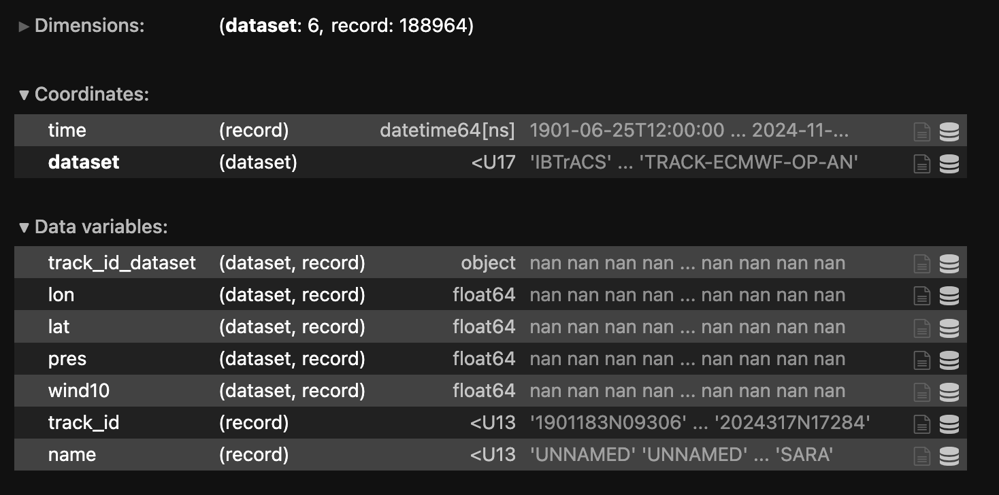 Dimensions: (dataset: 6, record: 188964)
Coordinates:
time (record) datetime64[ns] 1901-06-25T12:00:00 ... 2024-11-...
dataset (dataset) <U17 'IBTrACS' ... 'TRACK-ECMWF-OP-AN'
Data variables:
track_id_dataset (dataset, record) object nan nan nan nan ... nan nan nan nan
lon (dataset, record) float64 nan nan nan nan ... nan nan nan nan
lat (dataset, record) float64 nan nan nan nan ... nan nan nan nan
pres (dataset, record) float64 nan nan nan nan ... nan nan nan nan
wind10 (dataset, record) float64 nan nan nan nan ... nan nan nan nan
track_id (record) <U13 '1901183N09306' ... '2024317N17284'
name (record) <U13 'UNNAMED' 'UNNAMED' ... 'SARA'